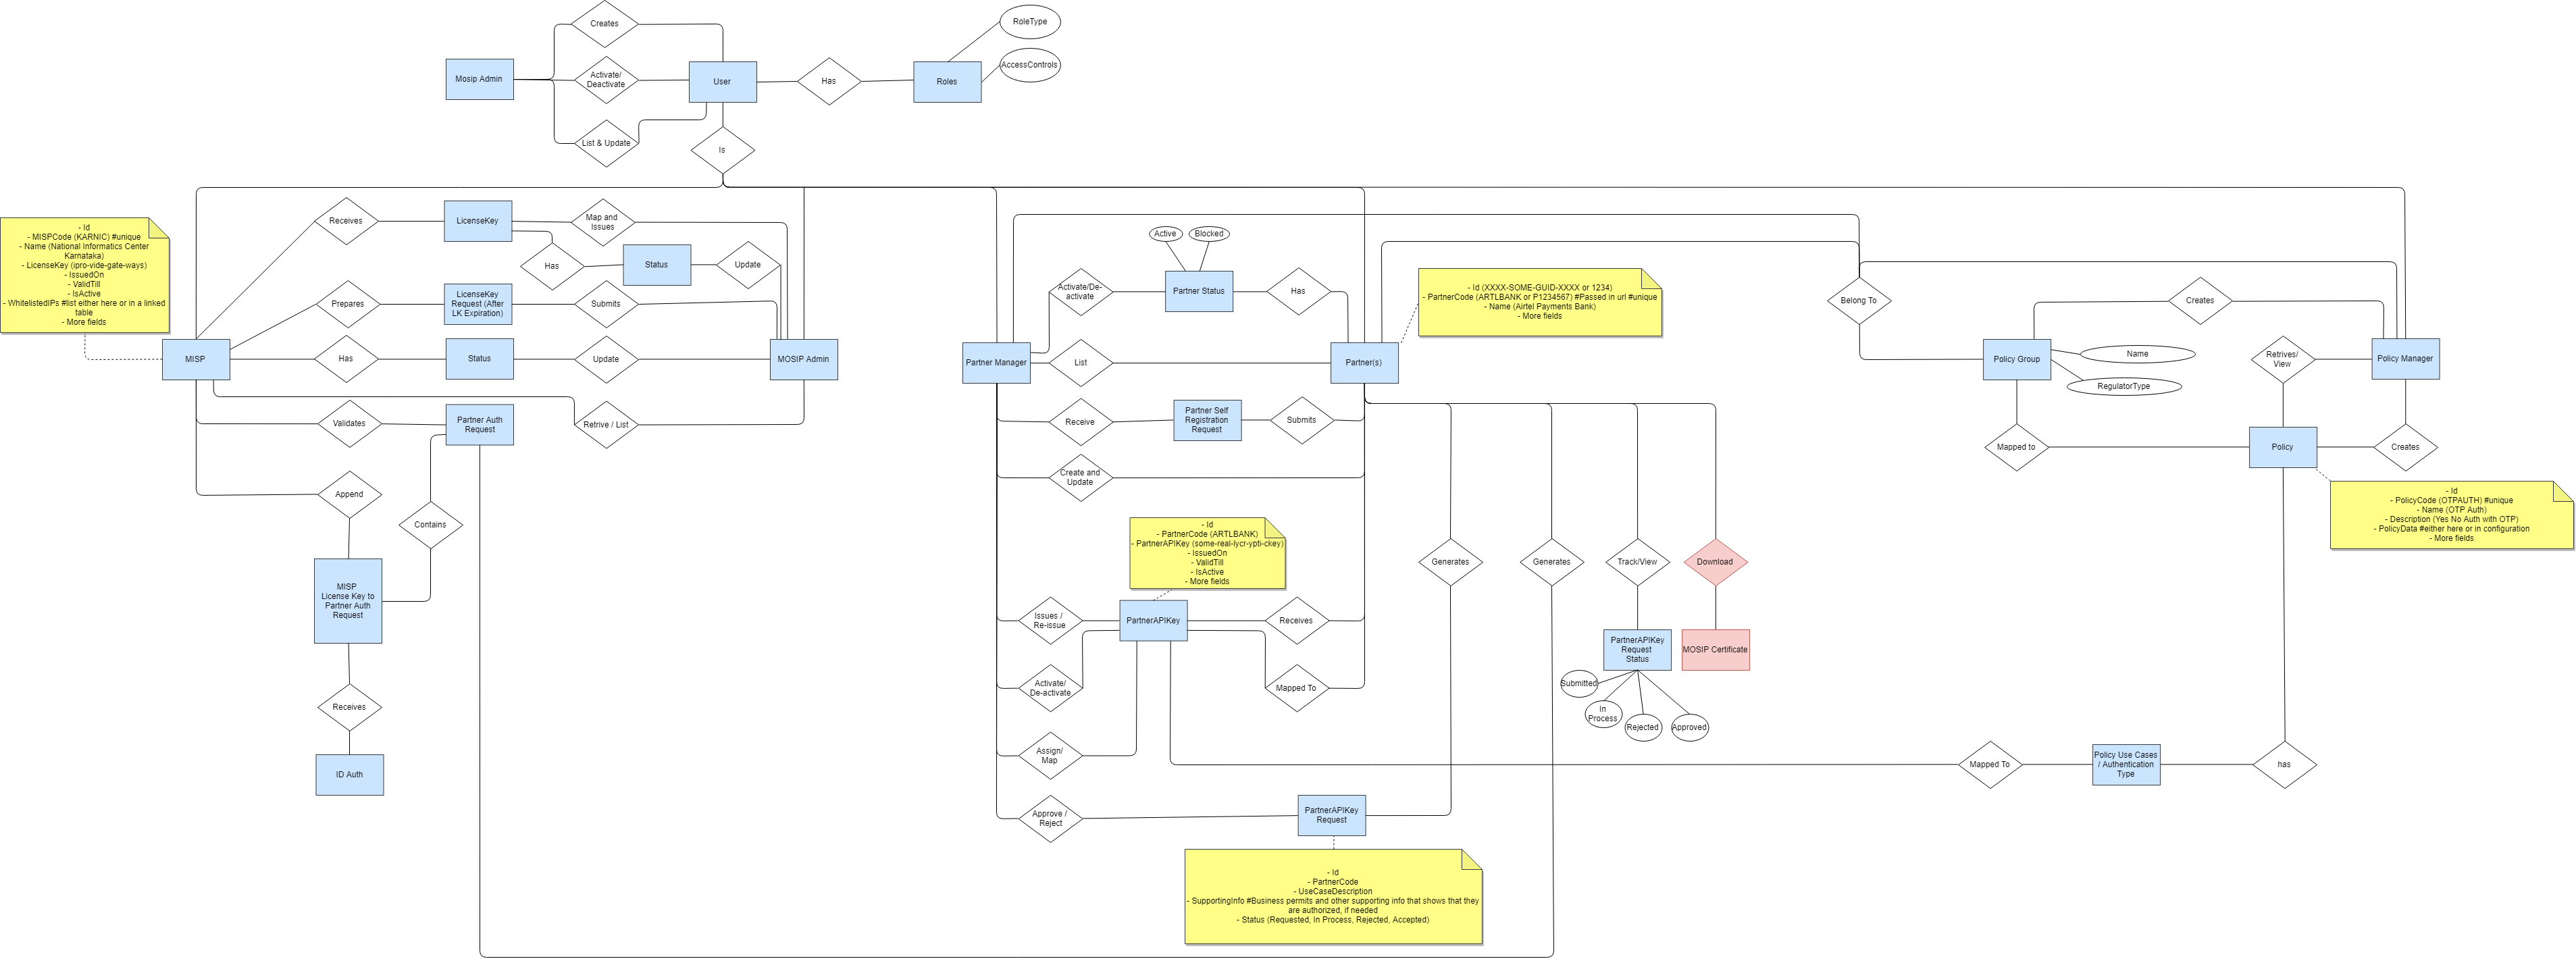 Creates
RoleType
Mosip Admin
Activate/
Deactivate
User
Has
Roles
AccessControls
List & Update
Is
- Id
- MISPCode (KARNIC) #unique
- Name (National Informatics Center
Karnataka)
- LicenseKey (ipro-vide-gate-ways)
- IssuedOn
- ValidTill
- IsActive
- WhitelistedIPs #list either here or in a linked
table
- More fields
Receives
LicenseKey
Map and
Issues
Has
Status
Update
Prepares
LicenseKey
Request (After
LK Expiration)
Submits
MISP
Has
Status
Update
MOSIP Admin
Validates
Partner Auth
Request
Retrive / List
Append
Contains
MISP
License Key to
Partner Auth
Request
Receives
ID Auth
Active
Blocked
Activate/De-
activate
Partner Status
Has
- Id (XXXX-SOME-GUID-XXXX or 1234)
- PartnerCode (ARTLBANK or P1234567) #Passed in url #unique
- Name (Airtel Payments Bank)
- More fields
Partner Manager
List
Partner(s)
Receive
Partner Self
Registration
Request
Submits
Create and
Update
- Id
- PartnerCode (ARTLBANK)
- PartnerAPIKey (some-real-lycr-ypti-ckey)
- IssuedOn
- ValidTill
- IsActive
- More fields
Generates
Generates
Track/View
Download
Issues /
Re-issue
PartnerAPIKey
Receives
PartnerAPIKey
Request
Status
MOSIP Certificate
Activate/
De-activate
Mapped To
Submitted
In
Process
Rejected
Approved
Assign/
Map
Approve /
Reject
PartnerAPIKey
Request
- Id
- PartnerCode
- UseCaseDescription
- SupportingInfo #Business permits and other supporting info that shows that they
are authorized, if needed
- Status (Requested, In Process, Rejected, Accepted)
Belong To
Creates
Policy Group
Name
RegulatorType
Retrives/
View
Policy Manager
Mapped to
Policy
Creates
- Id
- PolicyCode (OTPAUTH) #unique
- Name (OTP Auth)
- Description (Yes No Auth with OTP)
- PolicyData #either here or in configuration
- More fields
Mapped To
Policy Use Cases
/ Authentication
Type
has